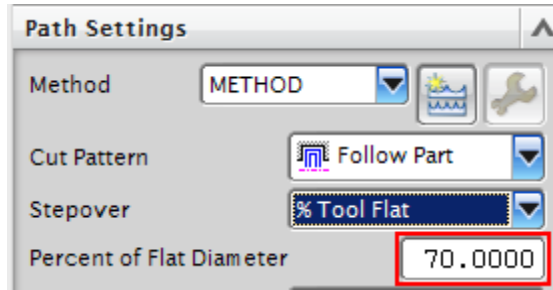 Path Settings
Method METHOD
Cut Pattern Follow Part
Stepover % Tool Flat
Percent of Flat Diameter 70.0000